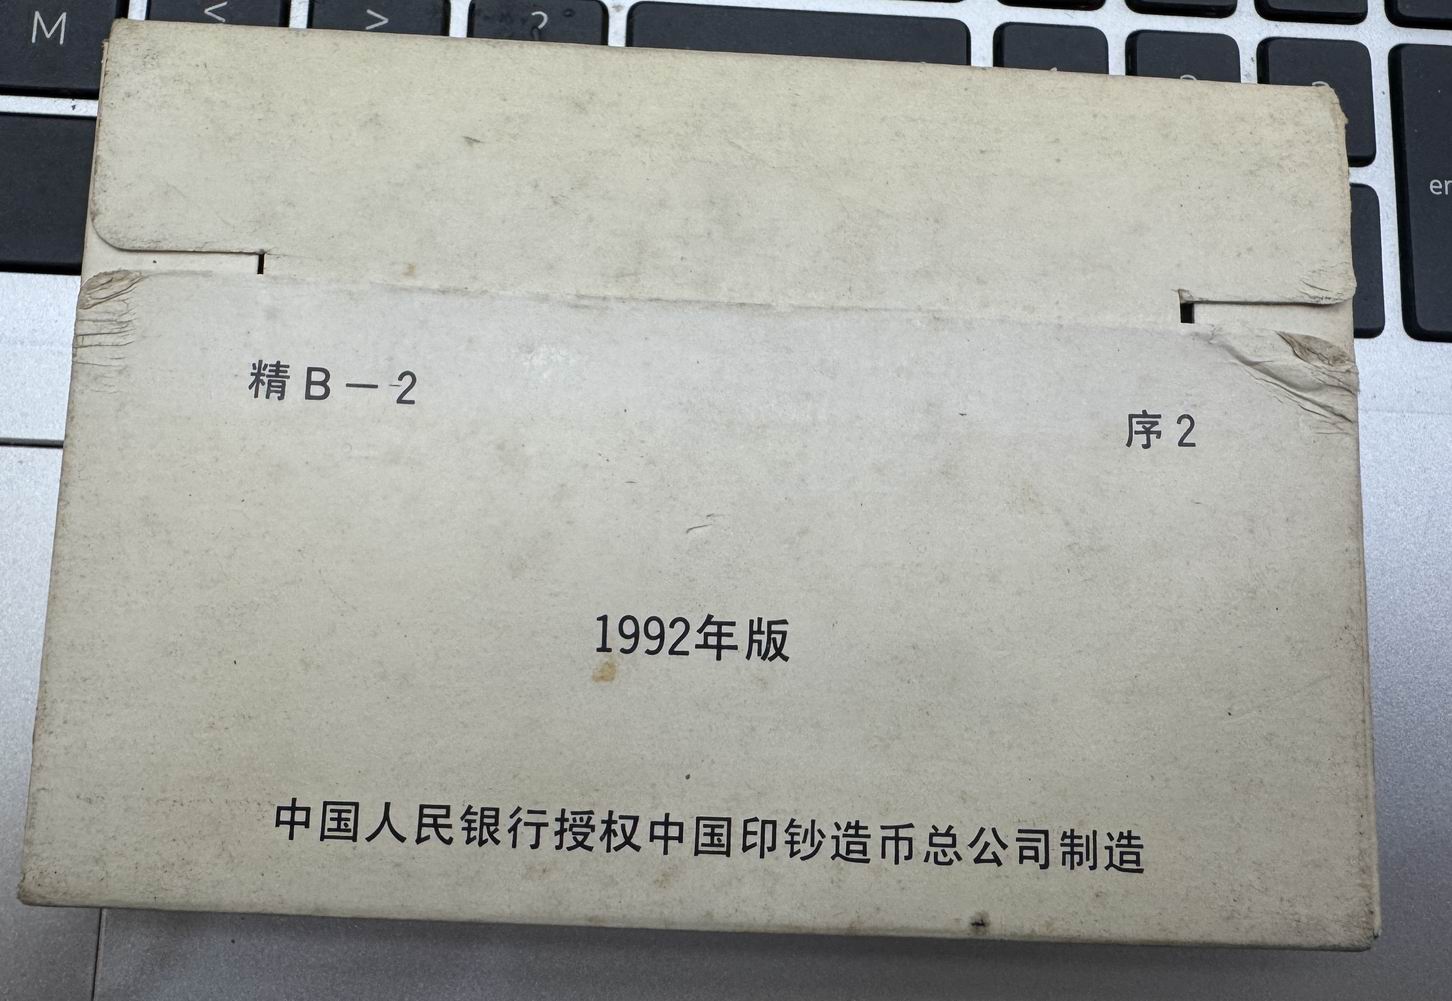 M < > ?
en
精B-2
序2
1992年版
中国人民银行授权中国印钞造币总公司制造